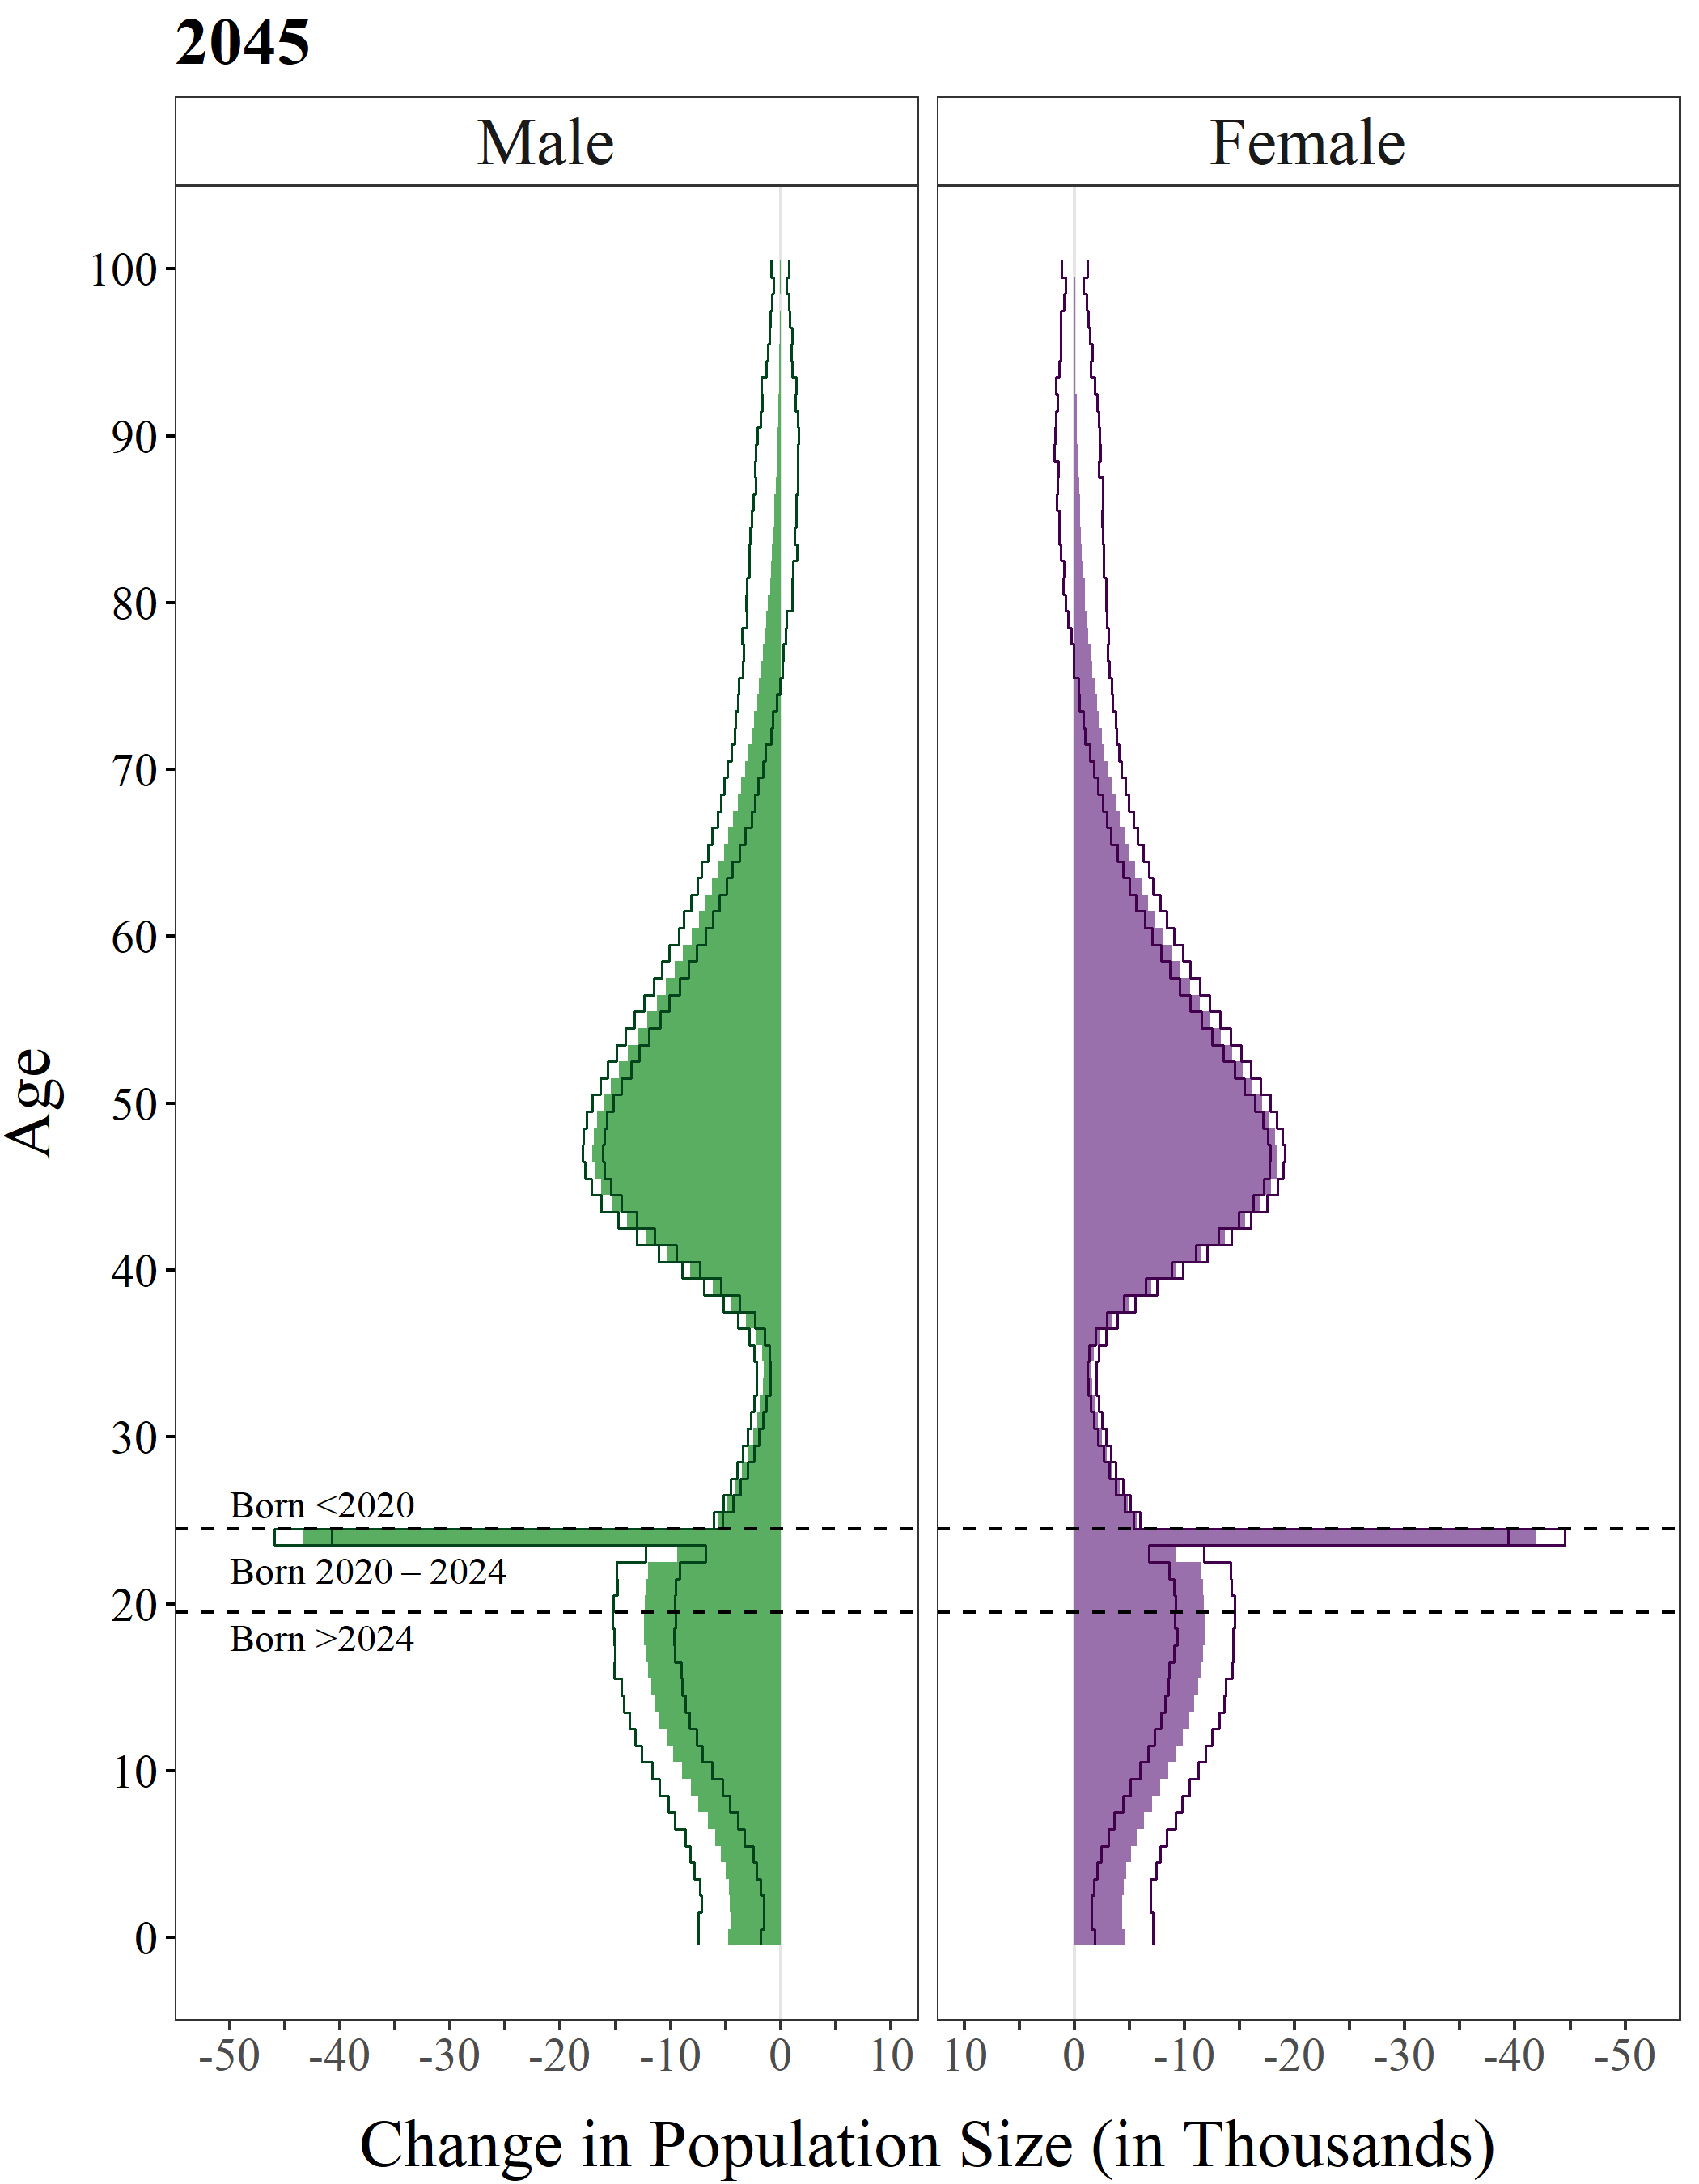 2045
Male Female
100
90
80
70
60
50
40
30
20
10
0
Age
Born <2020
Born 2020 – 2024
Born >2024
-50 -40 -30 -20 -10 0 10 10 0 -10 -20 -30 -40 -50
Change in Population Size (in Thousands)